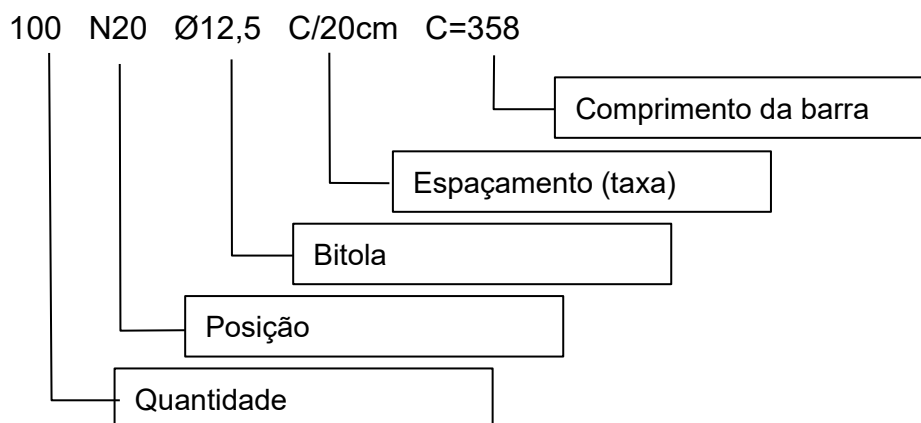 100 N20 Ø12,5 C/20cm C=358
Comprimento da barra
Espaçamento (taxa)
Bitola
Posição
Quantidade